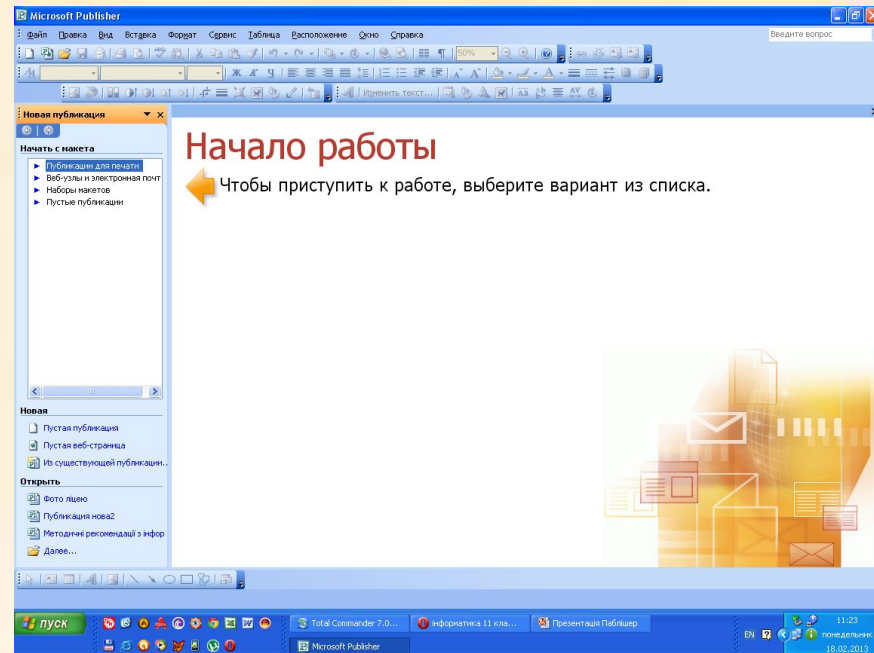 Microsoft Publisher
Файл Правка Вид Вставка Формат Сервис Таблица Расположение Окно Справка
Введите вопрос
50%
Ж К Ч
Изменить текст...
Новая публикация
Начать с макета
Публикации для печати
Веб-узлы и электронная почт
Наборы макетов
Пустые публикации
Начало работы
Чтобы приступить к работе, выберите вариант из списка.
Новая
Пустая публикация
Пустая веб-страница
Из существующей публикации..
Открыть
Фото ліцею
Публикация нова2
Методичні рекомендації з інфор
Далее...
пуск
Total Commander 7.0...
інформатика 11 кла...
Презентація Паблішер
Microsoft Publisher
EN
11:23
понедельник
18.02.2013